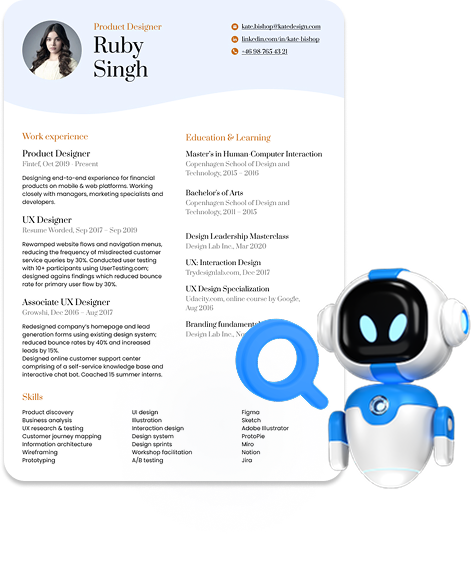 Product Designer
Ruby
Singh
kate.bishop@katedesign.com
linkedin.com/in/kate-bishop
+46 98 765 43 21
Work experience
Product Designer
Fintef, Oct 2019 - Present
Designing end-to-end experience for financial
products on mobile & web platforms. Working
closely with managers, marketing specialists and
developers.
UX Designer
Resume Worded, Sep 2017 – Sep 2019
Rewamped website flows and navigation menus,
reducing the frequency of misdirected customer
service queries by 30%. Conducted user testing
with 10+ participants using UserTesting.com;
designed agains findings which reduced bounce
rate for primary user flow by 30%.
Associate UX Designer
Growshi, Dec 2016 – Aug 2017
Redesigned company's homepage and lead
generation forms using existing design system;
reduced bounce rates by 40% and increased
leads by 15%.
Designed online customer support center
comprising of a self-service knowledge base and
interactive chat bot. Coached 15 summer interns.
Education & Learning
Master's in Human-Computer Interaction
Copenhagen School of Design and
Technology, 2015 – 2016
Bachelor's of Arts
Copenhagen School of Design and
Technology, 2011 – 2015
Design Leadership Masterclass
Design Lab Inc., Mar 2020
UX: Interaction Design
Trydesignlab.com, Dec 2017
UX Design Specialization
Udacity.com, online course by Google,
Aug 2016
Branding
Design Lab Inc.,
Skills
Product discovery
Business analysis
UX research & testing
Customer journey mapping
Information architecture
Wireframing
Prototyping
UI design
Illustration
Interaction design
Design system
Design sprints
Workshop facilitation
A/B testing
Figma
Sketch
Adobe Illustrator
ProtoPie
Miro
Notion
Jira